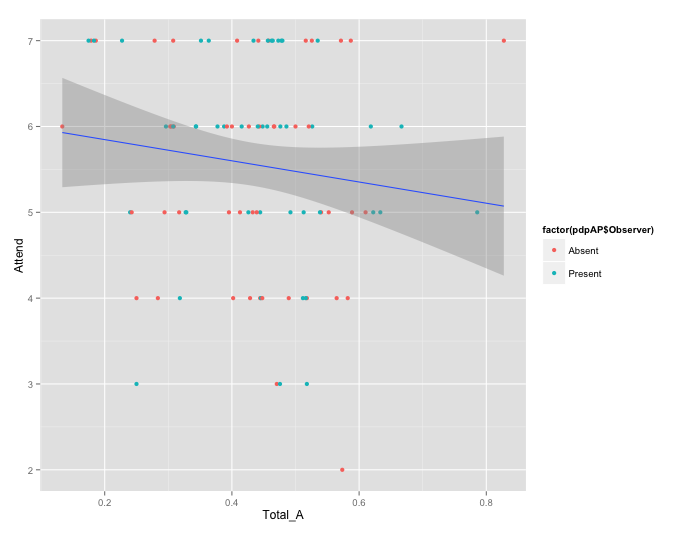 7
6
5
4
3
2
Attend
0.2
0.4
0.6
0.8
Total_A
factor(pdpAP$Observer)
Absent
Present